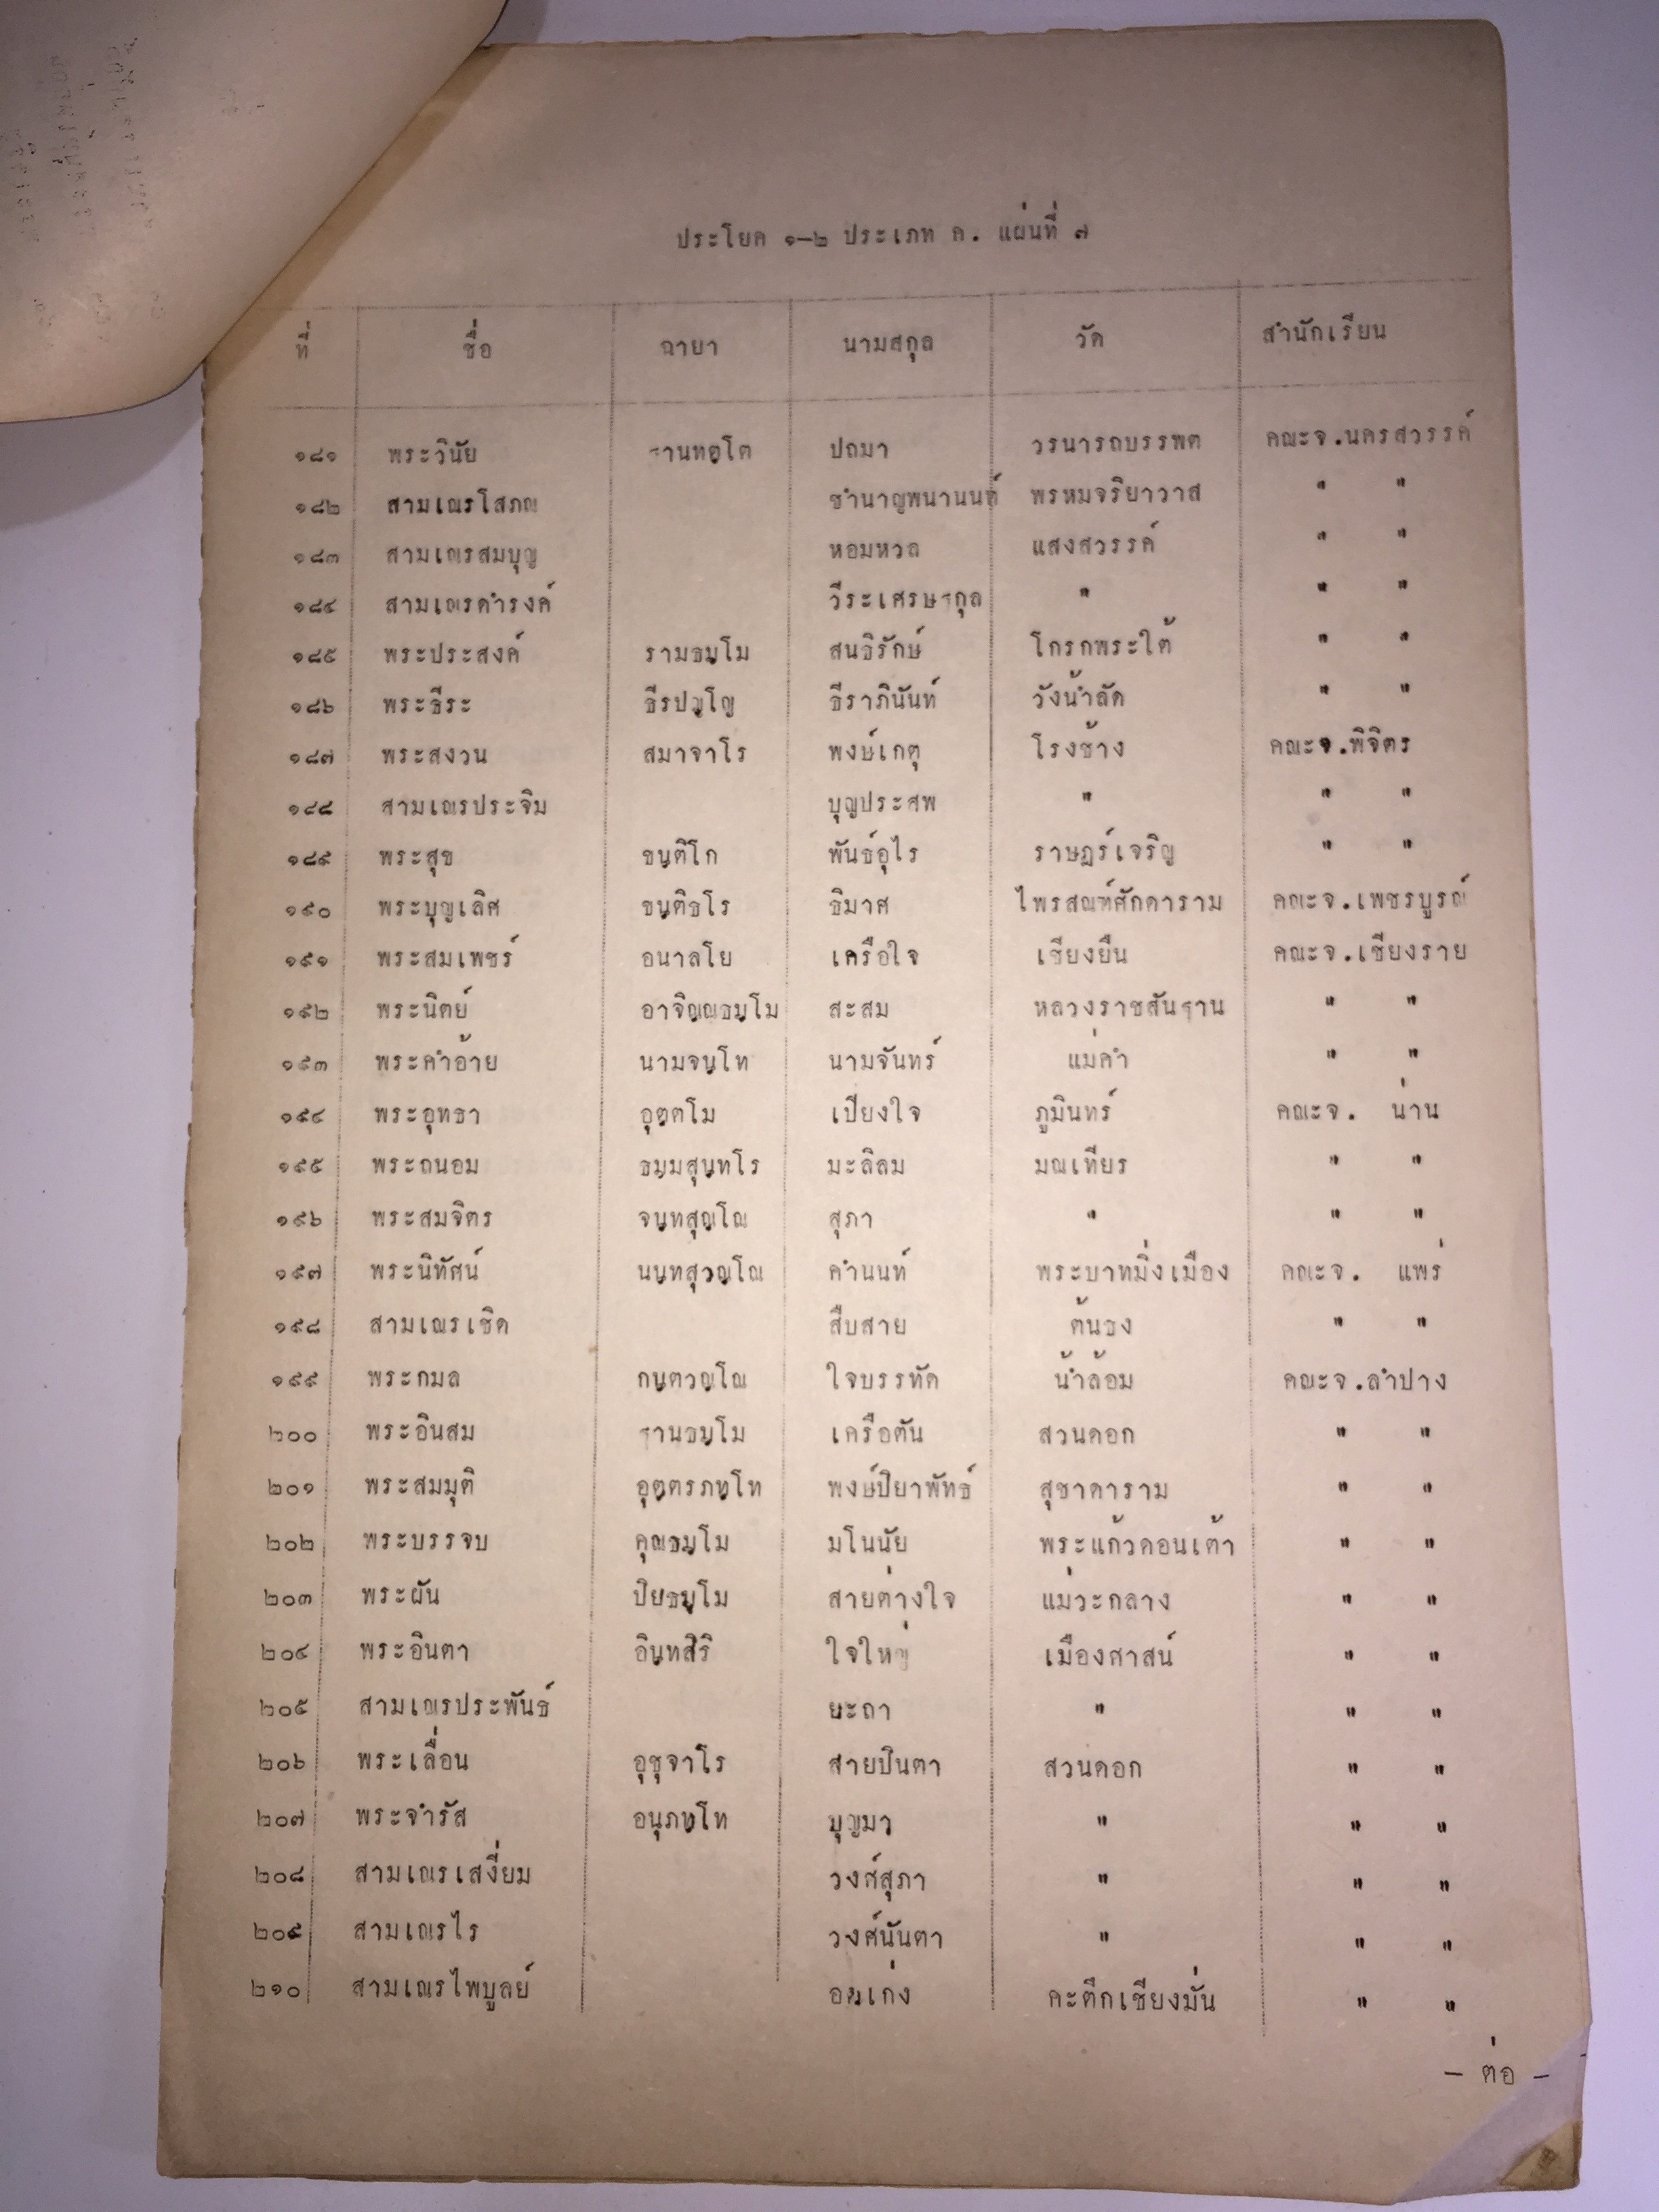 ประโยค ๑–๒ ประเภท ค. แผ่นที่ ๗
ที่ ชื่อ ฉายา นามสกุล วัด สำนักเรียน
๑๘๑ พระวินัย ฐานทตฺโต ปถมา วรนารถบรรพต คณะจ.นครสวรรค์
๑๘๒ สามเณรโสภณ ชำนาญพนานนท์ พรหมจริยาวาส " "
๑๘๓ สามเณรสมบุญ หอมหวล แสงสวรรค์ " "
๑๘๔ สามเณรดำรงค์ วีระเศรษฐกุล " " "
๑๘๕ พระประสงค์ รามธมฺโม สนธิรักษ์ โกรกพระใต้ " "
๑๘๖ พระธีระ ธีรปญฺโญ ธีราภินันท์ วังน้ำลัด " "
๑๘๗ พระสงวน สมาจาโร พงษ์เกตุ โรงช้าง คณะจ.พิจิตร
๑๘๘ สามเณรประจิม บุญประสพ " " "
๑๘๙ พระสุข ขนฺติโก พันธ์อุไร ราษฎร์เจริญ " "
๑๙๐ พระบุญเลิศ ขนฺติธโร ธิมาศ ไพรสณฑ์ศักดาราม คณะจ.เพชรบูรณ์
๑๙๑ พระสมเพชร์ อนาลโย เครือใจ เชียงยืน คณะจ.เชียงราย
๑๙๒ พระนิตย์ อาจิณฺณธมฺโม สะสม หลวงราชสันฐาน " "
๑๙๓ พระคำอ้าย นามจนฺโท นามจันทร์ แม่คำ " "
๑๙๔ พระอุทธา อุตฺตโม เปียงใจ ภูมินทร์ คณะจ. น่าน
๑๙๕ พระถนอม ธมฺมสุนฺทโร มะลิลม มณเทียร " "
๑๙๖ พระสมจิตร จนฺทสุณฺโณ สุภา " " "
๑๙๗ พระนิทัศน์ นนฺทสุวณฺโณ คำนนท์ พระบาทมิ่งเมือง คณะจ. แพร่
๑๙๘ สามเณรเชิด สืบสาย ต้นธง " "
๑๙๙ พระกมล กนฺตวณฺโณ ใจบรรทัด น้ำล้อม คณะจ.ลำปาง
๒๐๐ พระอินสม ฐานธมฺโม เครือตัน สวนดอก " "
๒๐๑ พระสมมุติ อุตฺตรภทฺโท พงษ์ปิยาพัทธ์ สุชาดาราม " "
๒๐๒ พระบรรจบ คุณธมฺโม มโนนัย พระแก้วดอนเต้า " "
๒๐๓ พระผัน ปิยธมฺโม สายต่างใจ แม่วะกลาง " "
๒๐๔ พระอินตา อินฺทสิริ ใจใหญ่ เมืองศาสน์ " "
๒๐๕ สามเณรประพันธ์ ยะถา " " "
๒๐๖ พระเลื่อน อุชุจาโร สายปินตา สวนดอก " "
๒๐๗ พระจำรัส อนุภทฺโท บุญมา " " "
๒๐๘ สามเณรเสงี่ยม วงศ์สุภา " " "
๒๐๙ สามเณรไร วงศ์นันตา " " "
๒๑๐ สามเณรไพบูลย์ เก่ง คะตึกเชียงมั่น " "
– ต่อ –